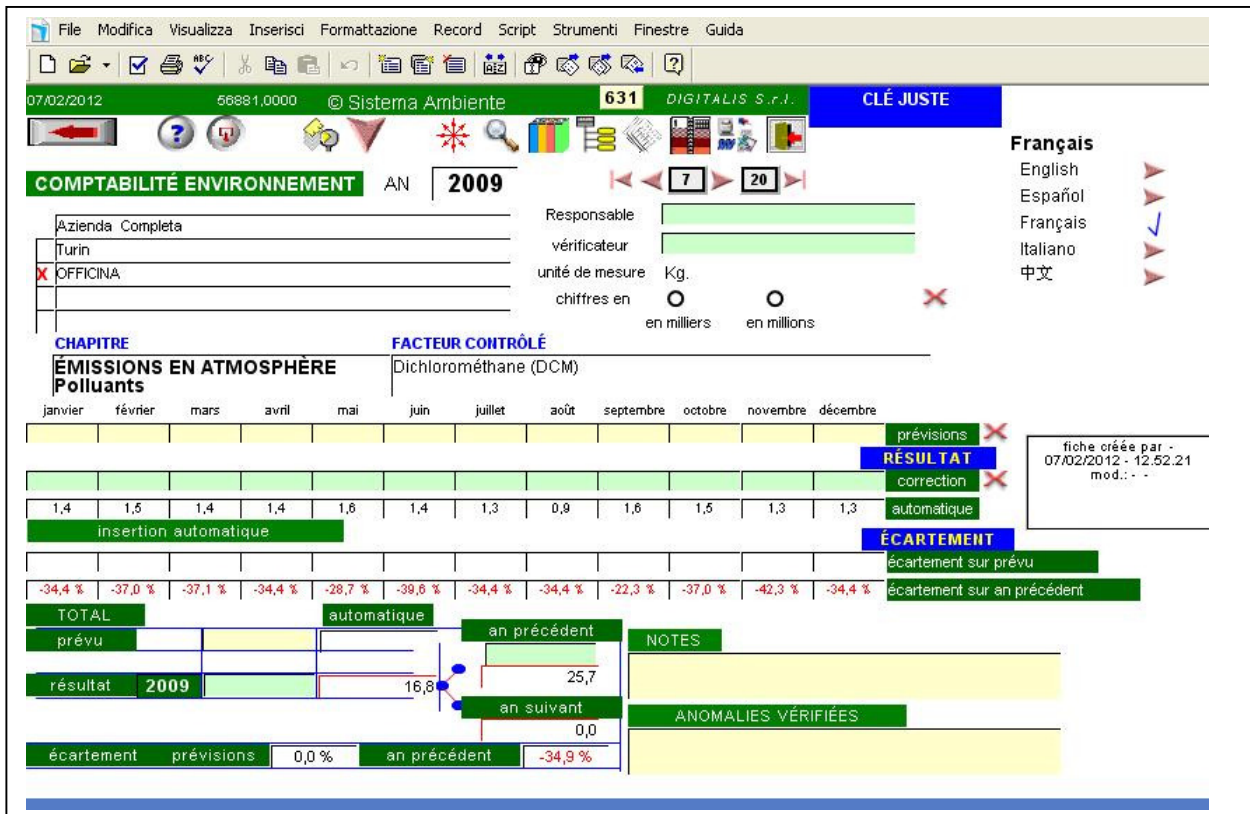 File Modifica Visualizza Inserisci Formattazione Record Script Strumenti Finestre Guida
07/02/2012 56881,0000 © Sistema Ambiente 631 DIGITALIS S.r.l. CLÉ JUSTE
COMPTABILITÉ ENVIRONNEMENT AN 2009 7 20
Français
English
Español
Français
Italiano
中文
Azienda Completa
Turin
X OFFICINA
Responsable
vérificateur
unité de mesure Kg.
chiffres en
en milliers en millions
CHAPITRE FACTEUR CONTRÔLÉ
ÉMISSIONS EN ATMOSPHÈRE Dichlorométhane (DCM)
Polluants
janvier février mars avril mai juin juillet août septembre octobre novembre décembre
prévisions
RÉSULTAT
correction
1,4 1,5 1,4 1,4 1,6 1,4 1,3 0,9 1,6 1,5 1,3 1,3 automatique
insertion automatique
ÉCARTEMENT
écartement sur prévu
-34,4 % -37,0 % -37,1 % -34,4 % -28,7 % -39,6 % -34,4 % -34,4 % -22,3 % -37,0 % -42,3 % -34,4 % écartement sur an précédent
fiche créée par -
07/02/2012 - 12.52.21
mod.: - -
TOTAL automatique
prévu
an précédent
25,7
résultat 2009 16,8
an suivant
0,0
écartement prévisions 0,0 % an précédent -34,9 %
NOTES
ANOMALIES VÉRIFIÉES